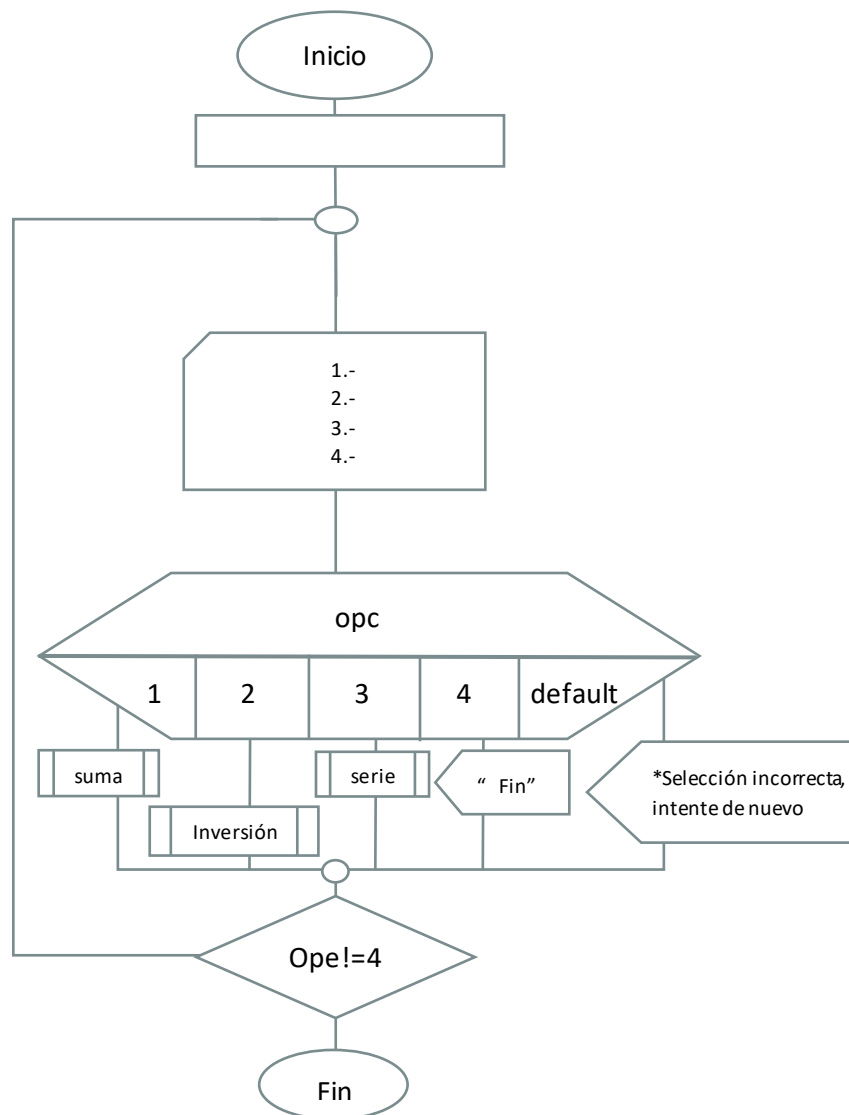 Inicio
1.-
2.-
3.-
4.-
opc
1 2 3 4 default
suma
Inversión
serie
“ Fin”
*Selección incorrecta,
intente de nuevo
Ope!=4
Fin